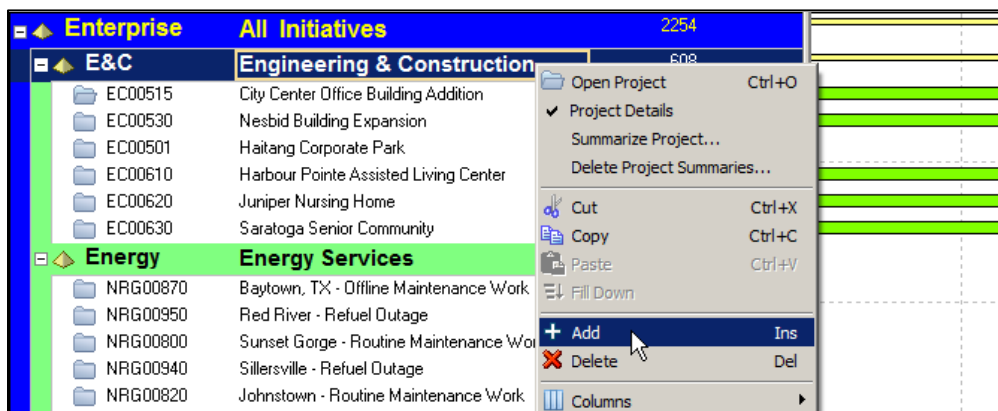 Enterprise All Initiatives 2254
E&C Engineering & Construction 608
EC00515 City Center Office Building Addition
EC00530 Nesbid Building Expansion
EC00501 Haitang Corporate Park
EC00610 Harbour Pointe Assisted Living Center
EC00620 Juniper Nursing Home
EC00630 Saratoga Senior Community
Energy Energy Services
NRG00870 Baytown, TX - Offline Maintenance Work
NRG00950 Red River - Refuel Outage
NRG00800 Sunset Gorge - Routine Maintenance Wor
NRG00940 Sillersville - Refuel Outage
NRG00820 Johnstown - Routine Maintenance Work
Open Project Ctrl+O
Project Details
Summarize Project...
Delete Project Summaries...
Cut Ctrl+X
Copy Ctrl+C
Paste Ctrl+V
Fill Down
Add Ins
Delete Del
Columns